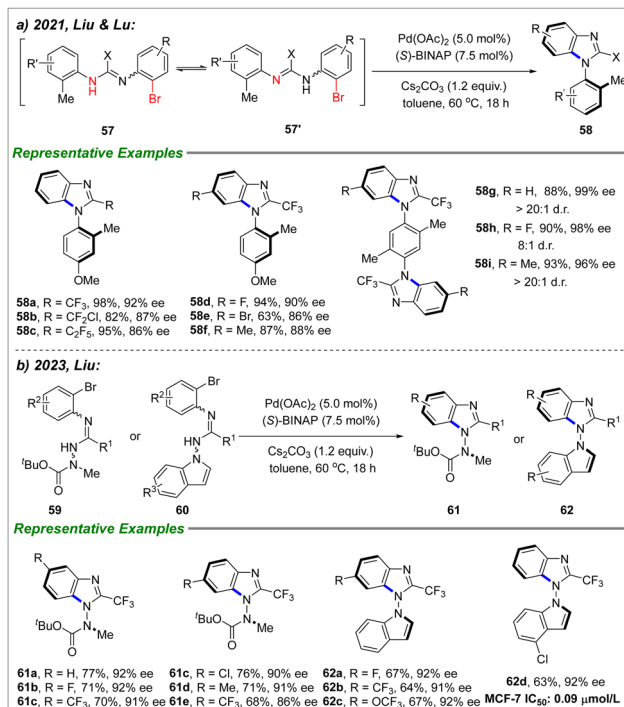 a) 2021, Liu & Lu:
R' Me N H X N R Br
57
R' Me N X N H R Br
57'
Pd(OAc)2 (5.0 mol%)
(S)-BINAP (7.5 mol%)
Cs2CO3 (1.2 equiv.)
toluene, 60 °C, 18 h
R N N X Me R'
58
Representative Examples
N N R Me OMe
58a, R = CF3, 98%, 92% ee
58b, R = CF2Cl, 82%, 87% ee
58c, R = C2F5, 95%, 86% ee
R N N CF3 Me OMe
58d, R = F, 94%, 90% ee
58e, R = Br, 63%, 86% ee
58f, R = Me, 87%, 88% ee
R N N CF3 Me Me CF3 N N R
58g, R = H, 88%, 99% ee
> 20:1 d.r.
58h, R = F, 90%, 98% ee
8:1 d.r.
58i, R = Me, 93%, 96% ee
> 20:1 d.r.
b) 2023, Liu:
R2 Br N HN R1 tBuO N Me O
59
or
R2 Br N HN R1 N R3
60
Pd(OAc)2 (5.0 mol%)
(S)-BINAP (7.5 mol%)
Cs2CO3 (1.2 equiv.)
toluene, 60 °C, 18 h
R N N R1 tBuO N Me O
61
or
R N N R1 N R
62
Representative Examples
R N N CF3 tBuO N Me O
61a, R = H, 77%, 92% ee
61b, R = F, 71%, 92% ee
61c, R = CF3, 70%, 91% ee
R N N CF3 tBuO N Me O
61c, R = Cl, 76%, 90% ee
61d, R = Me, 71%, 91% ee
61e, R = CF3, 68%, 86% ee
R N N CF3 N
62a, R = F, 67%, 92% ee
62b, R = CF3, 64%, 91% ee
62c, R = OCF3, 67%, 92% ee
N N CF3 N Cl
62d, 63%, 92% ee
MCF-7 IC50: 0.09 μmol/L